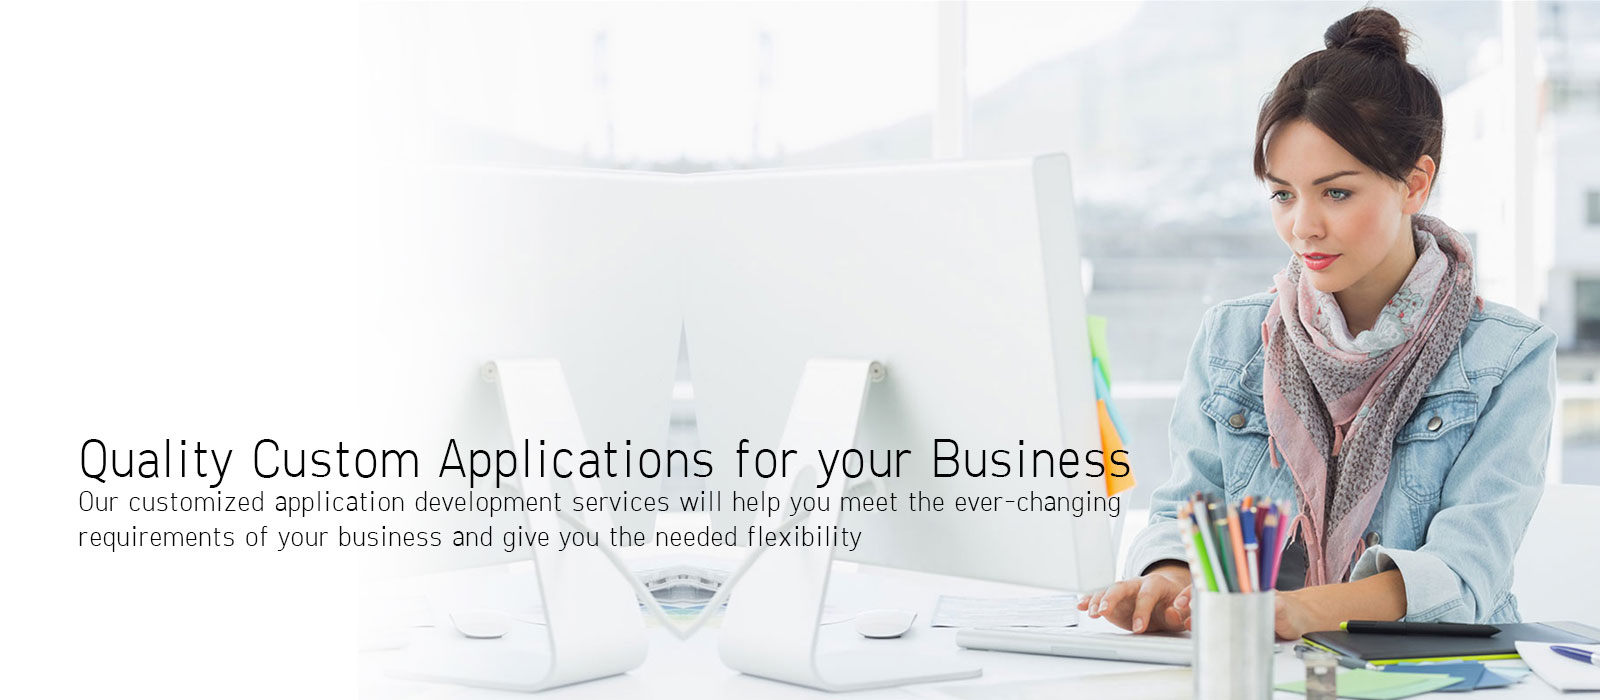 Quality Custom Applications for your Business
Our customized application development services will help you meet the ever-changing
requirements of your business and give you the needed flexibility